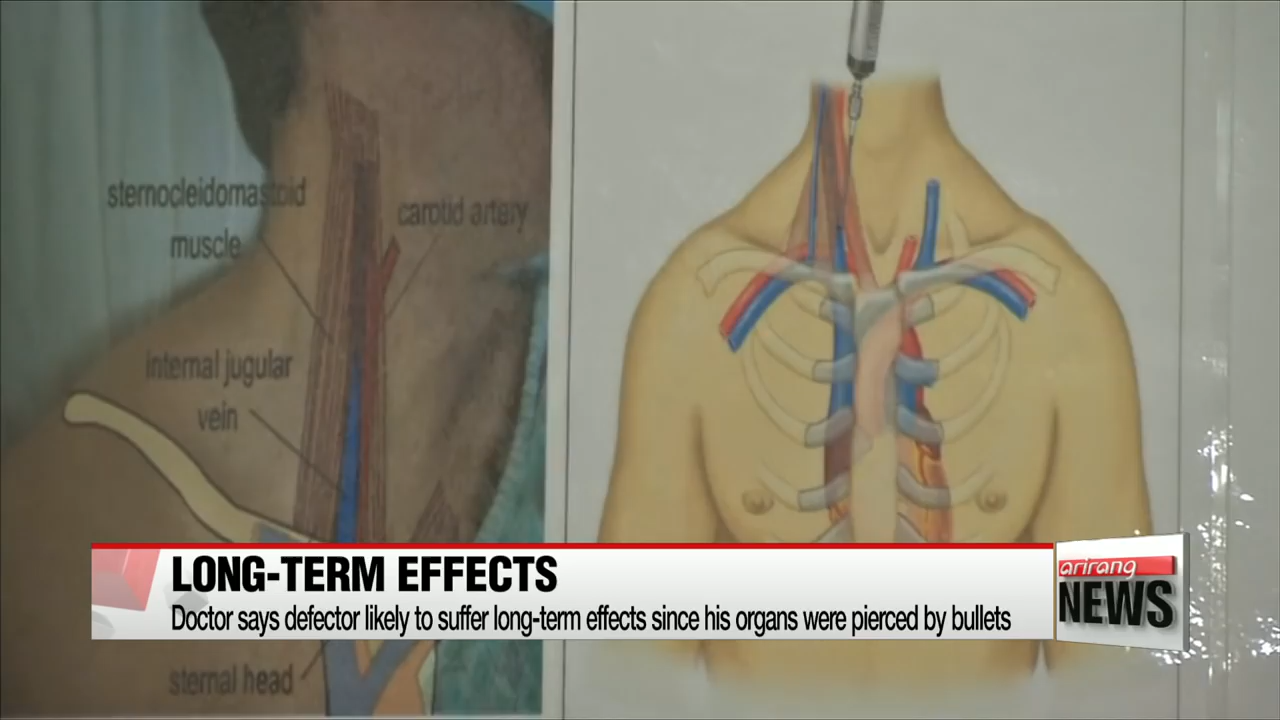 sternocleidomastoid
muscle
carotid artery
internal jugular
vein
LONG-TERM EFFECTS
Doctor says defector likely to suffer long-term effects since his organs were pierced by bullets
arirang
NEWS
sternal head